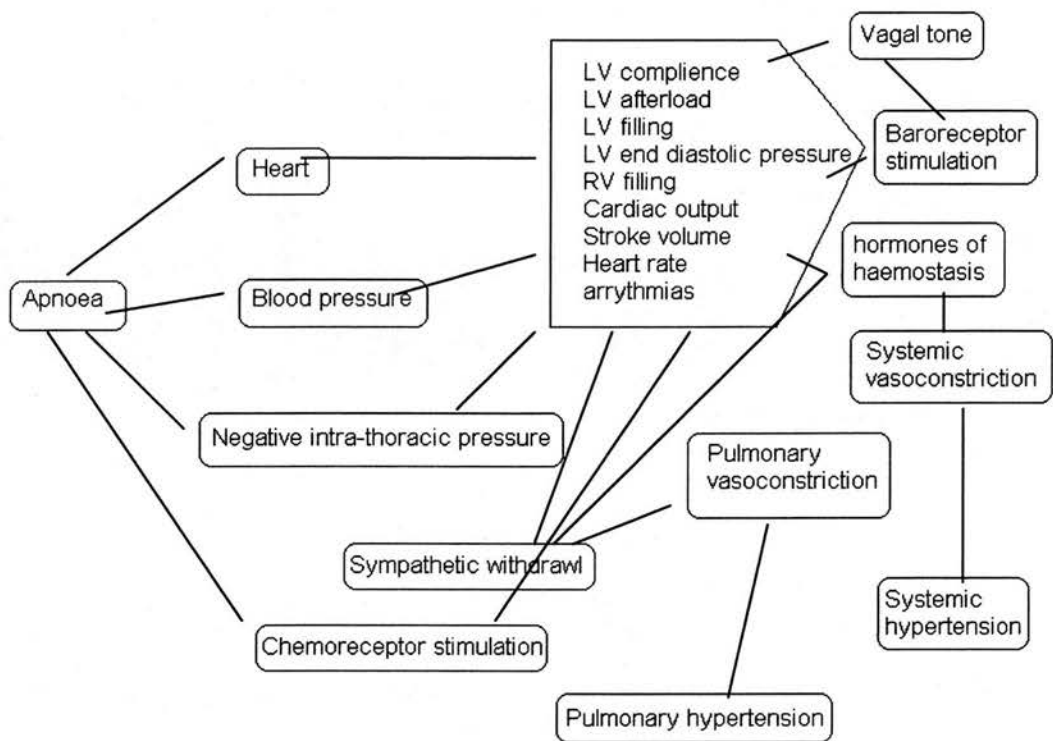 Vagal tone
LV complience
LV afterload
LV filling
LV end diastolic pressure
RV filling
Cardiac output
Stroke volume
Heart rate
arrythmias
Baroreceptor
stimulation
Heart
hormones of
haemostasis
Apnoea
Blood pressure
Systemic
vasoconstriction
Negative intra-thoracic pressure
Pulmonary
vasoconstriction
Sympathetic withdrawl
Systemic
hypertension
Chemoreceptor stimulation
Pulmonary hypertension